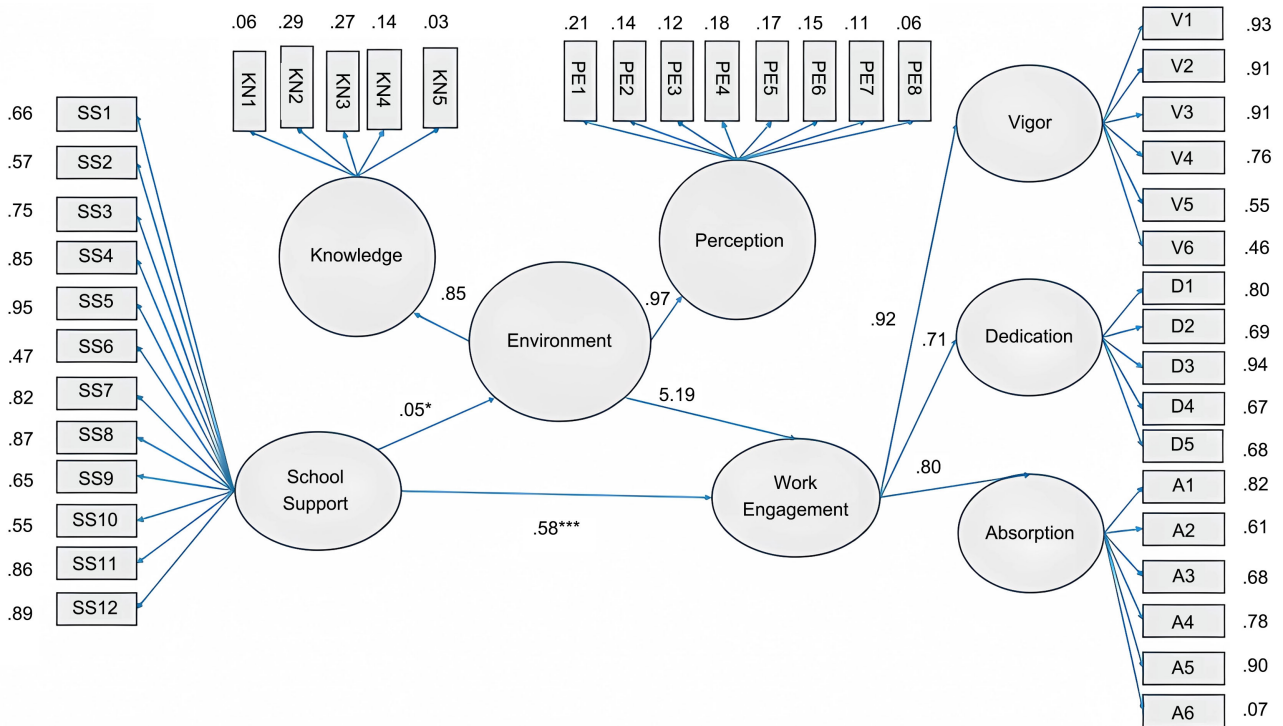 .06 .29 .27 .14 .03
KN1 KN2 KN3 KN4 KN5
.21 .14 .12 .18 .17 .15 .11 .06
PE1 PE2 PE3 PE4 PE5 PE6 PE7 PE8
.66 SS1
.57 SS2
.75 SS3
.85 SS4
.95 SS5
.47 SS6
.82 SS7
.87 SS8
.65 SS9
.55 SS10
.86 SS11
.89 SS12
Knowledge
Perception
.85
.97
Environment
.05*
5.19
School
Support
.58***
Work
Engagement
.92
.71
.80
Vigor
Dedication
Absorption
V1 .93
V2 .91
V3 .91
V4 .76
V5 .55
V6 .46
D1 .80
D2 .69
D3 .94
D4 .67
D5 .68
A1 .82
A2 .61
A3 .68
A4 .78
A5 .90
A6 .07